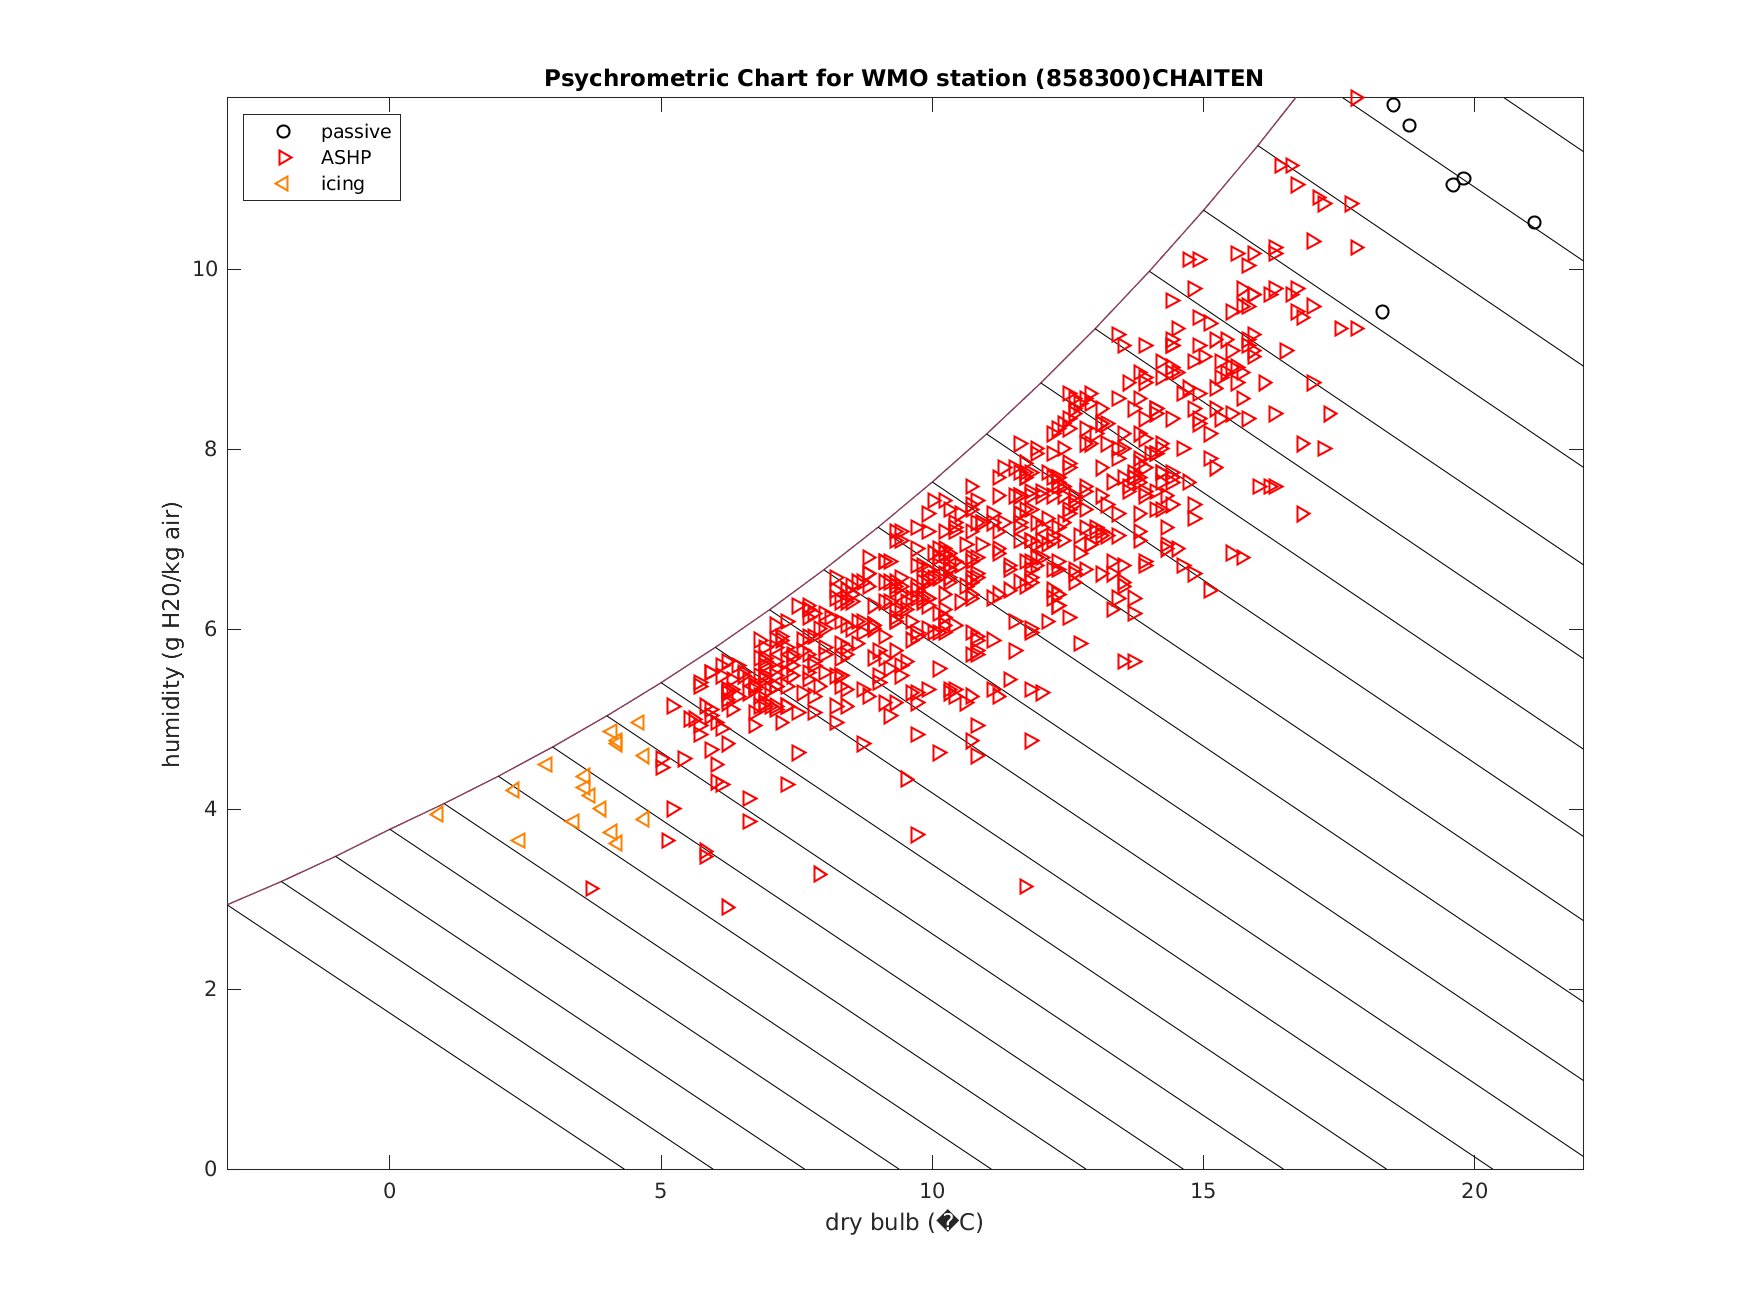 Psychrometric Chart for WMO station (858300)CHAITEN
passive
ASHP
icing
humidity (g H20/kg air)
10
8
6
4
2
0
0 5 10 15 20
dry bulb (�C)